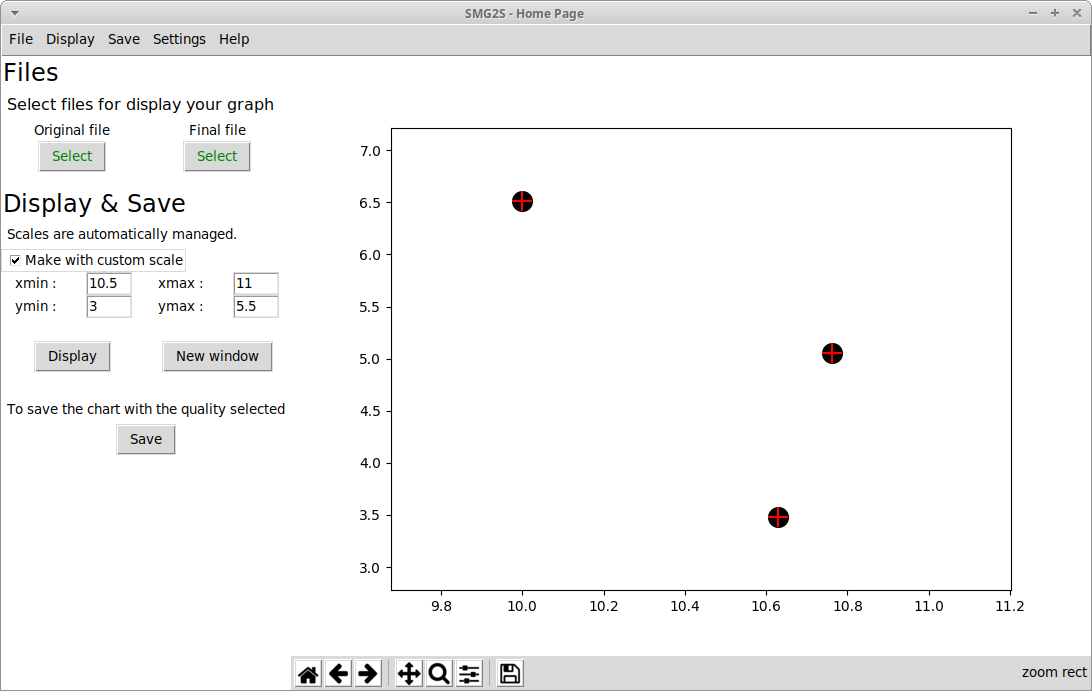 SMG2S - Home Page
File Display Save Settings Help
Files
Select files for display your graph
Original file Final file
Select Select
Display & Save
Scales are automatically managed.
Make with custom scale
xmin : 10.5 xmax : 11
ymin : 3 ymax : 5.5
Display New window
To save the chart with the quality selected
Save
7.0
6.5
6.0
5.5
5.0
4.5
4.0
3.5
3.0
9.8 10.0 10.2 10.4 10.6 10.8 11.0 11.2
zoom rect